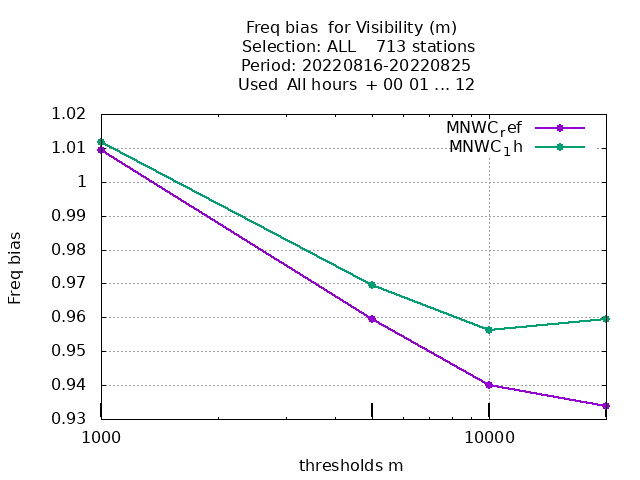 Freq bias  for Visibility (m)
Selection: ALL    713 stations
Period: 20220816-20220825
Used  All hours  + 00 01 ... 12
1.02
1.01
1
0.99
0.98
0.97
0.96
0.95
0.94
0.93
Freq bias
MNWCref
MNWC1h
1000
10000
thresholds m